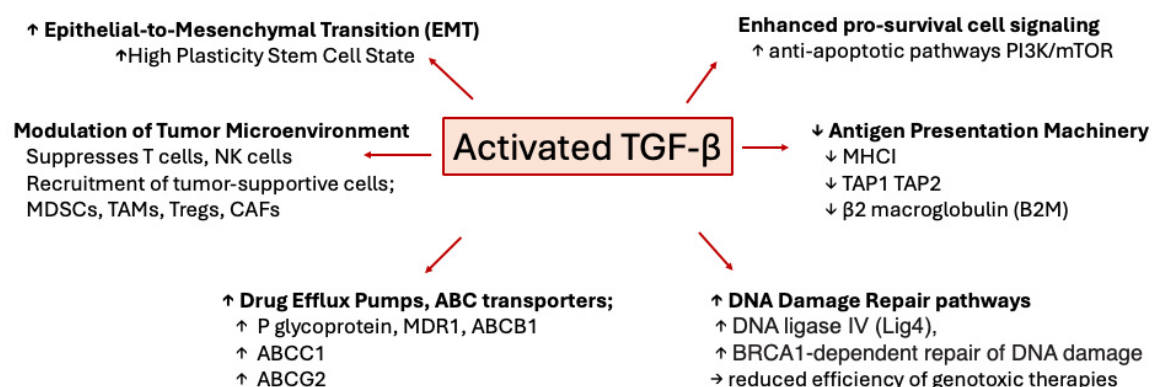 ↑ Epithelial-to-Mesenchymal Transition (EMT)
↑High Plasticity Stem Cell State
Enhanced pro-survival cell signaling
↑ anti-apoptotic pathways PI3K/mTOR
Modulation of Tumor Microenvironment
Suppresses T cells, NK cells
Recruitment of tumor-supportive cells;
MDSCs, TAMs, Tregs, CAFs
Activated TGF-β
↓ Antigen Presentation Machinery
↓ MHCI
↓ TAP1 TAP2
↓ β2 macroglobulin (B2M)
↑ Drug Efflux Pumps, ABC transporters;
↑ P glycoprotein, MDR1, ABCB1
↑ ABCC1
↑ ABCG2
↑ DNA Damage Repair pathways
↑ DNA ligase IV (Lig4),
↑ BRCA1-dependent repair of DNA damage
→ reduced efficiency of genotoxic therapies